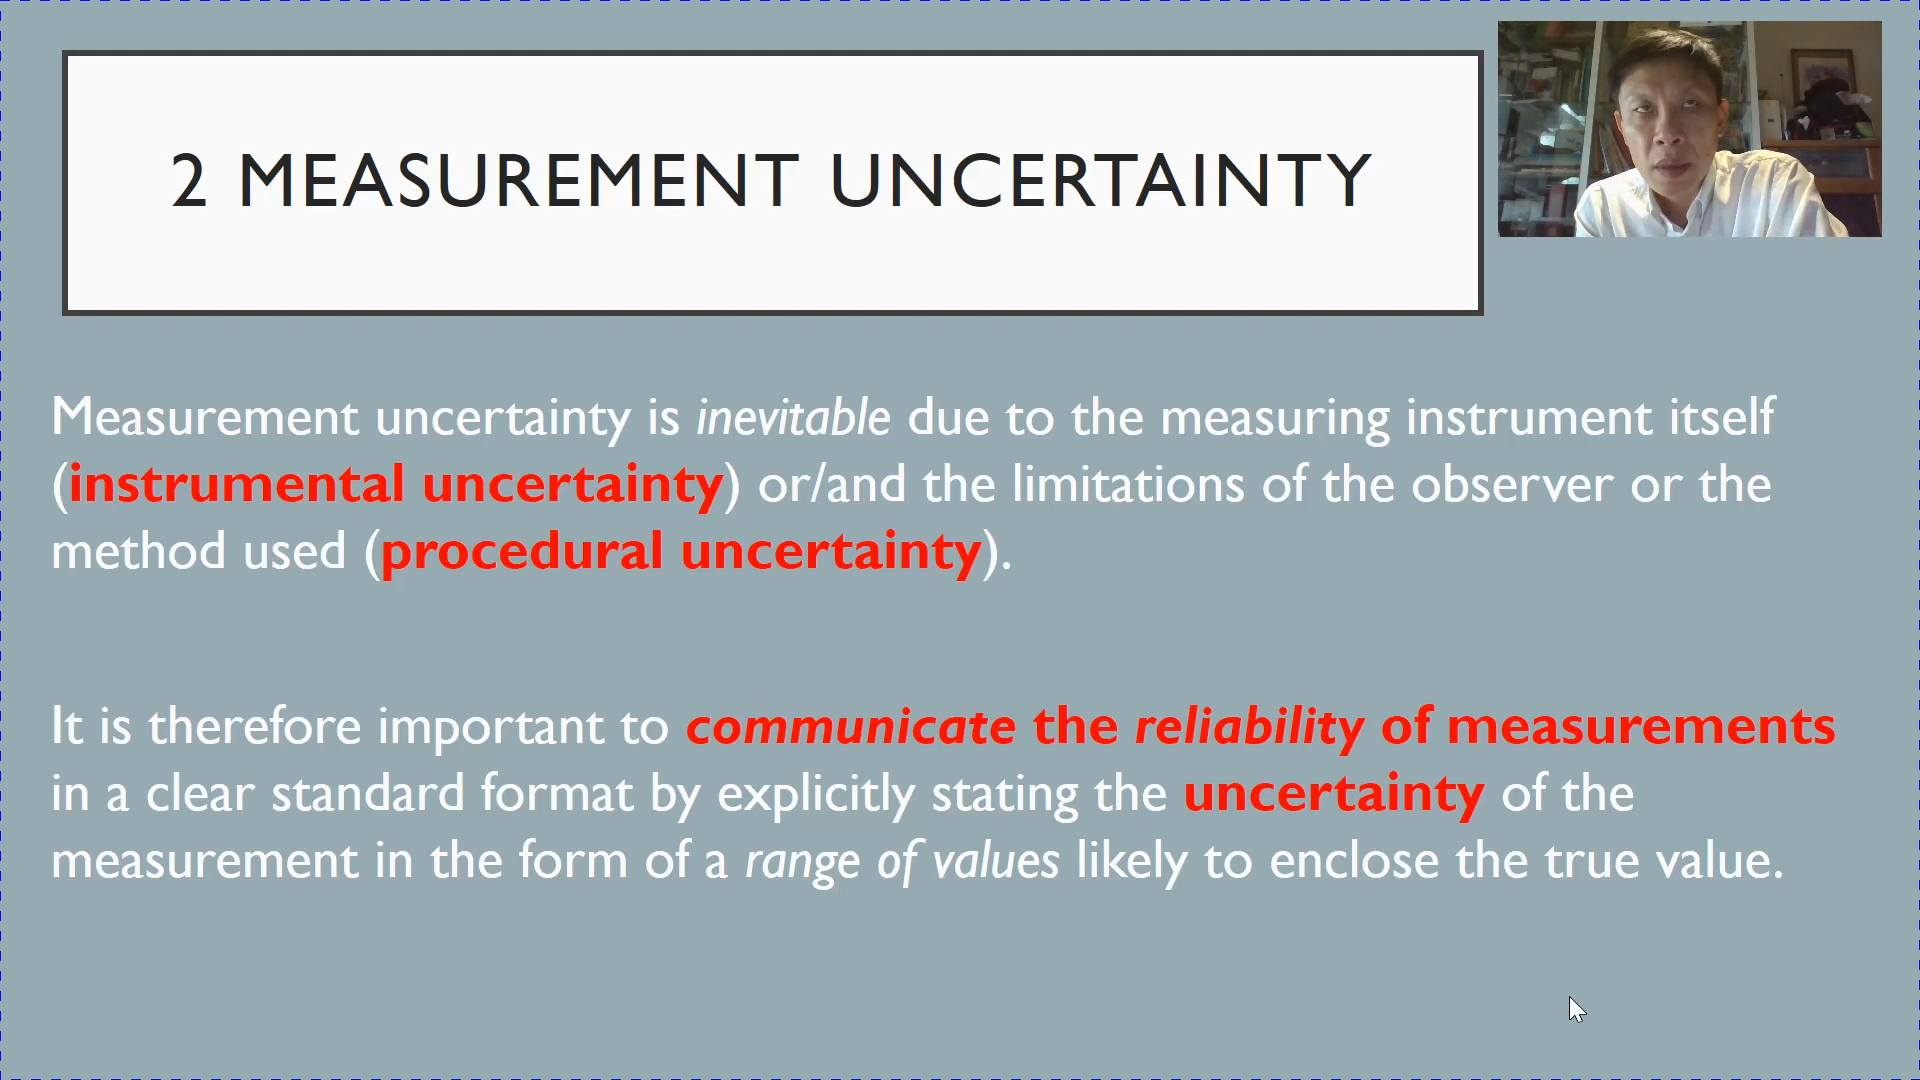 2 MEASUREMENT UNCERTAINTY
Measurement uncertainty is inevitable due to the measuring instrument itself
(instrumental uncertainty) or/and the limitations of the observer or the
method used (procedural uncertainty).
It is therefore important to communicate the reliability of measurements
in a clear standard format by explicitly stating the uncertainty of the
measurement in the form of a range of values likely to enclose the true value.